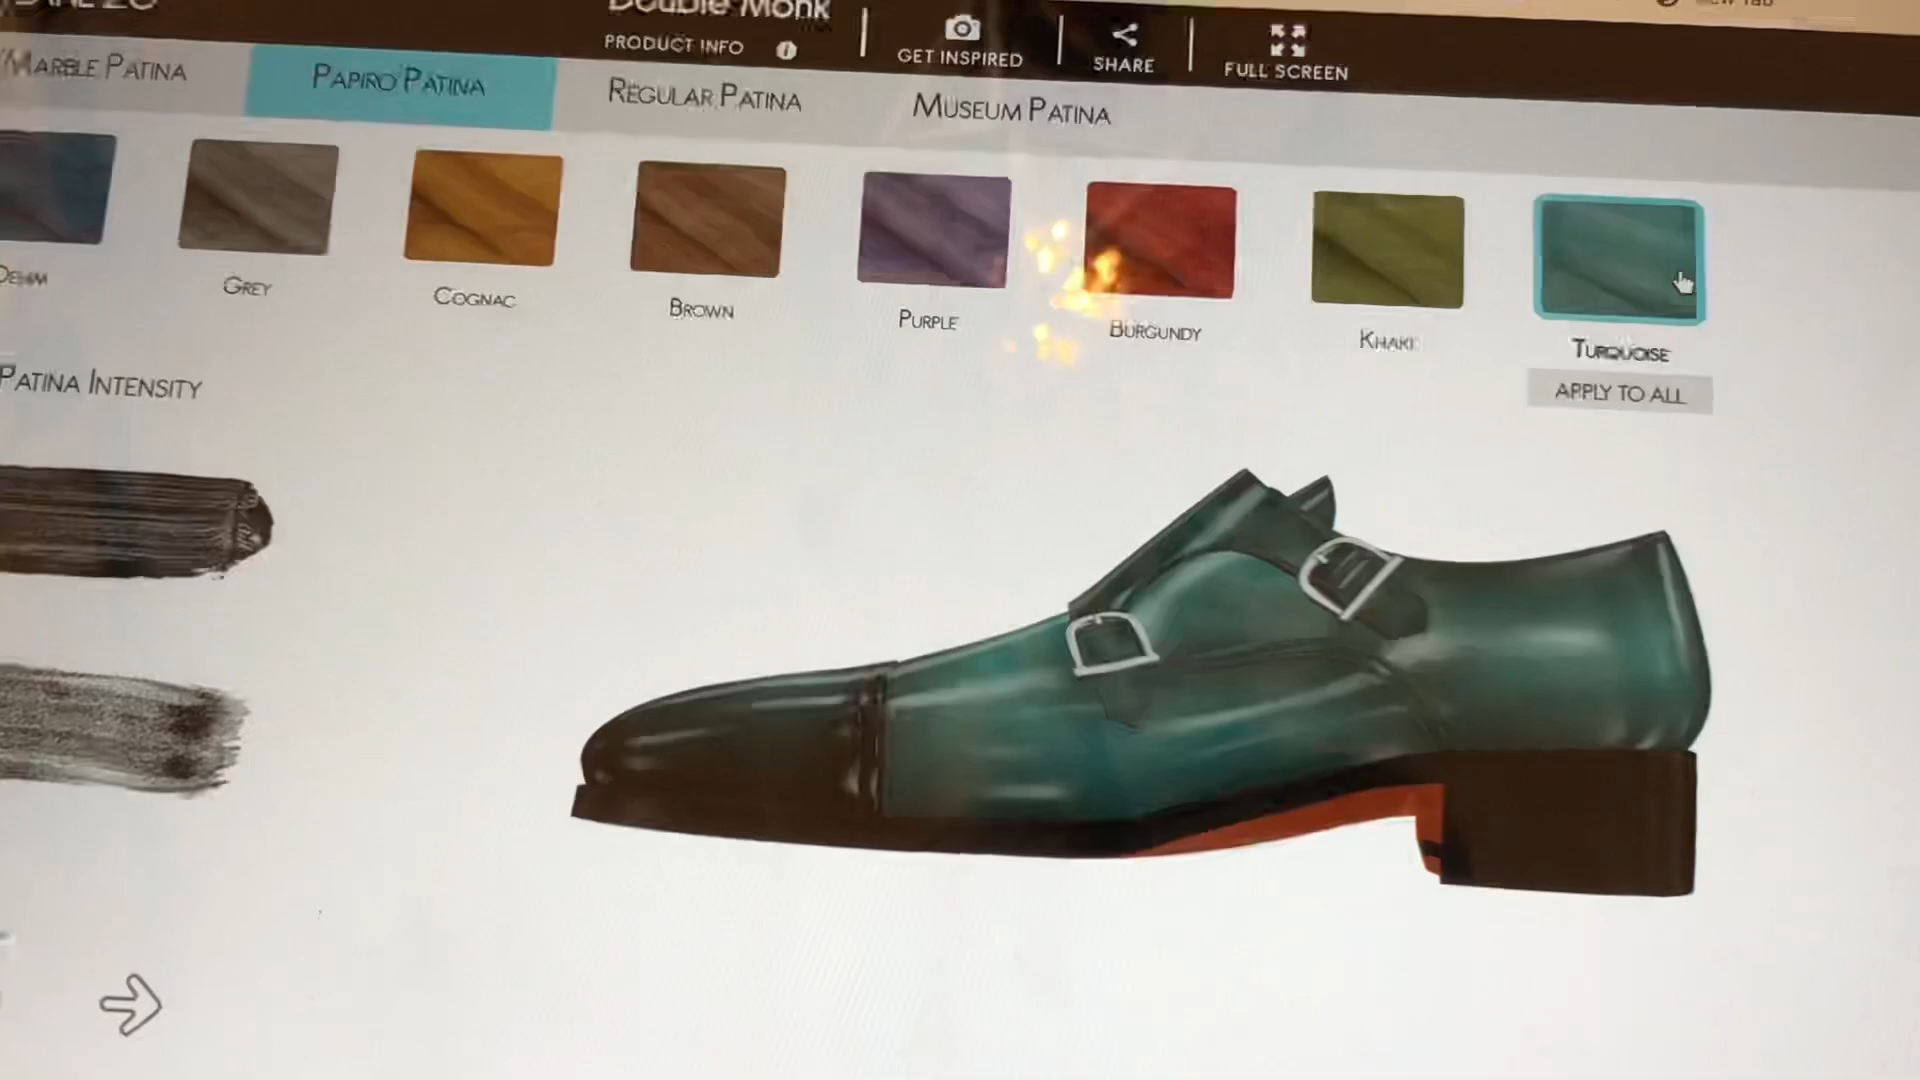 Double Monk
PRODUCT INFO
GET INSPIRED
SHARE
FULL SCREEN
MARBLE PATINA
PAPIRO PATINA
REGULAR PATINA
MUSEUM PATINA
DENIM
GREY
COGNAC
BROWN
PURPLE
BURGUNDY
KHAKI
TURQUOISE
APPLY TO ALL
PATINA INTENSITY